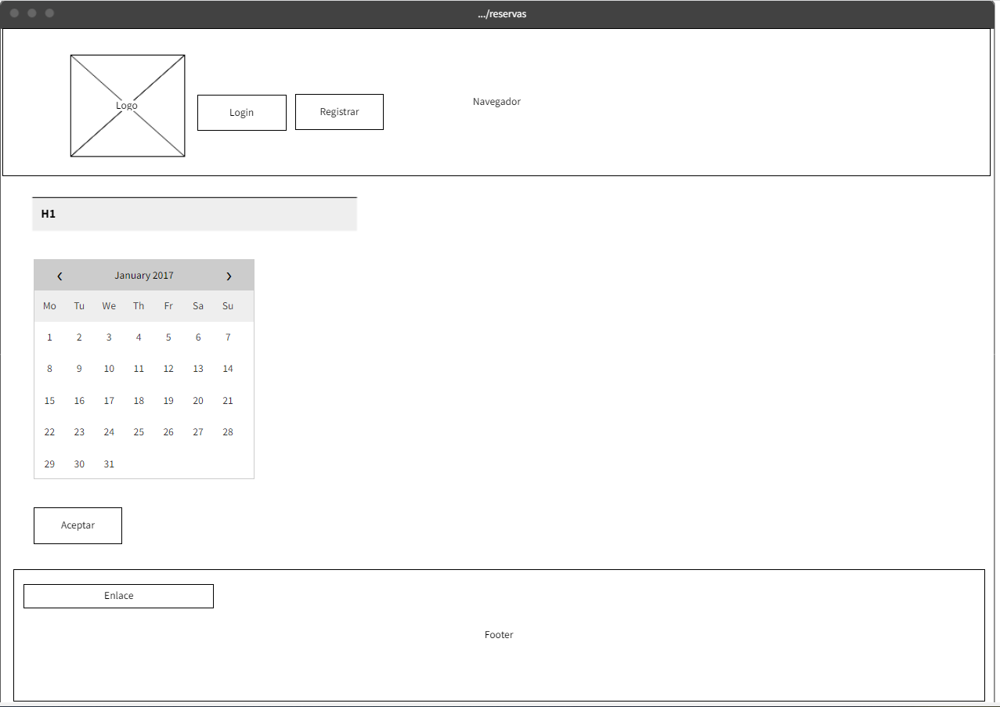 .../reservas
Logo
Login
Registrar
Navegador
H1
‹ January 2017 ›
Mo Tu We Th Fr Sa Su
1 2 3 4 5 6 7
8 9 10 11 12 13 14
15 16 17 18 19 20 21
22 23 24 25 26 27 28
29 30 31
Aceptar
Enlace
Footer